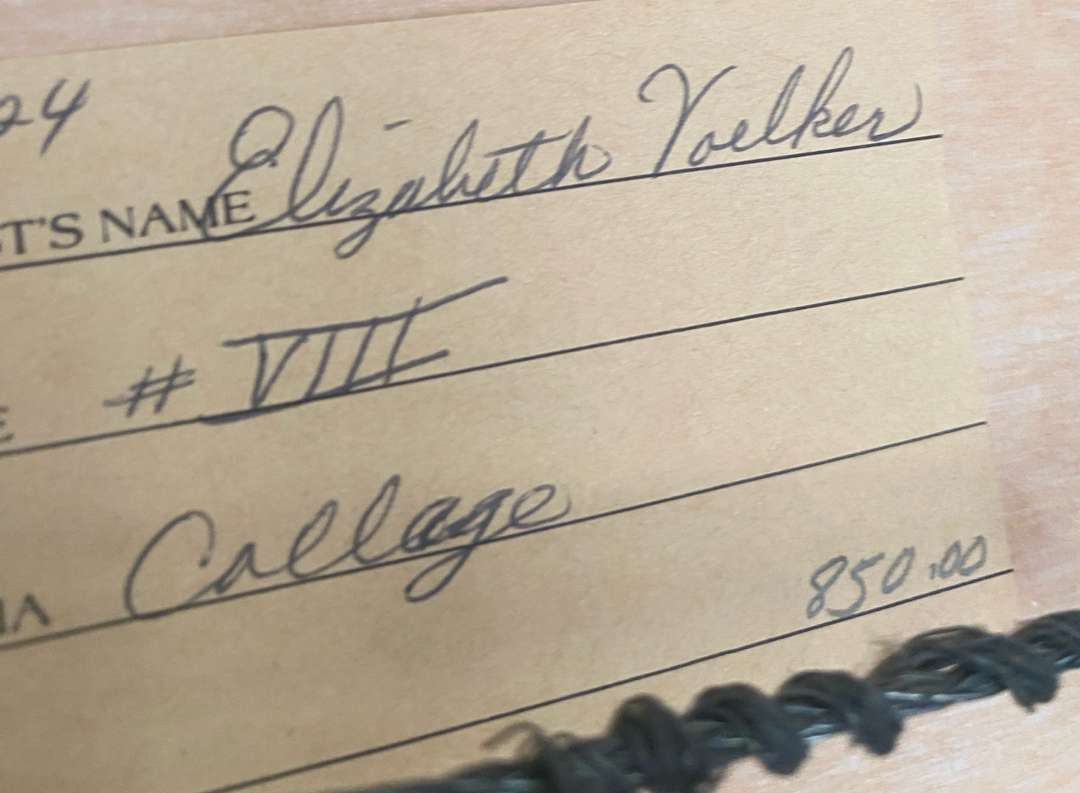 24
T'S NAME Elizabeth Voelker
E # VIII
IA Collage
850.00